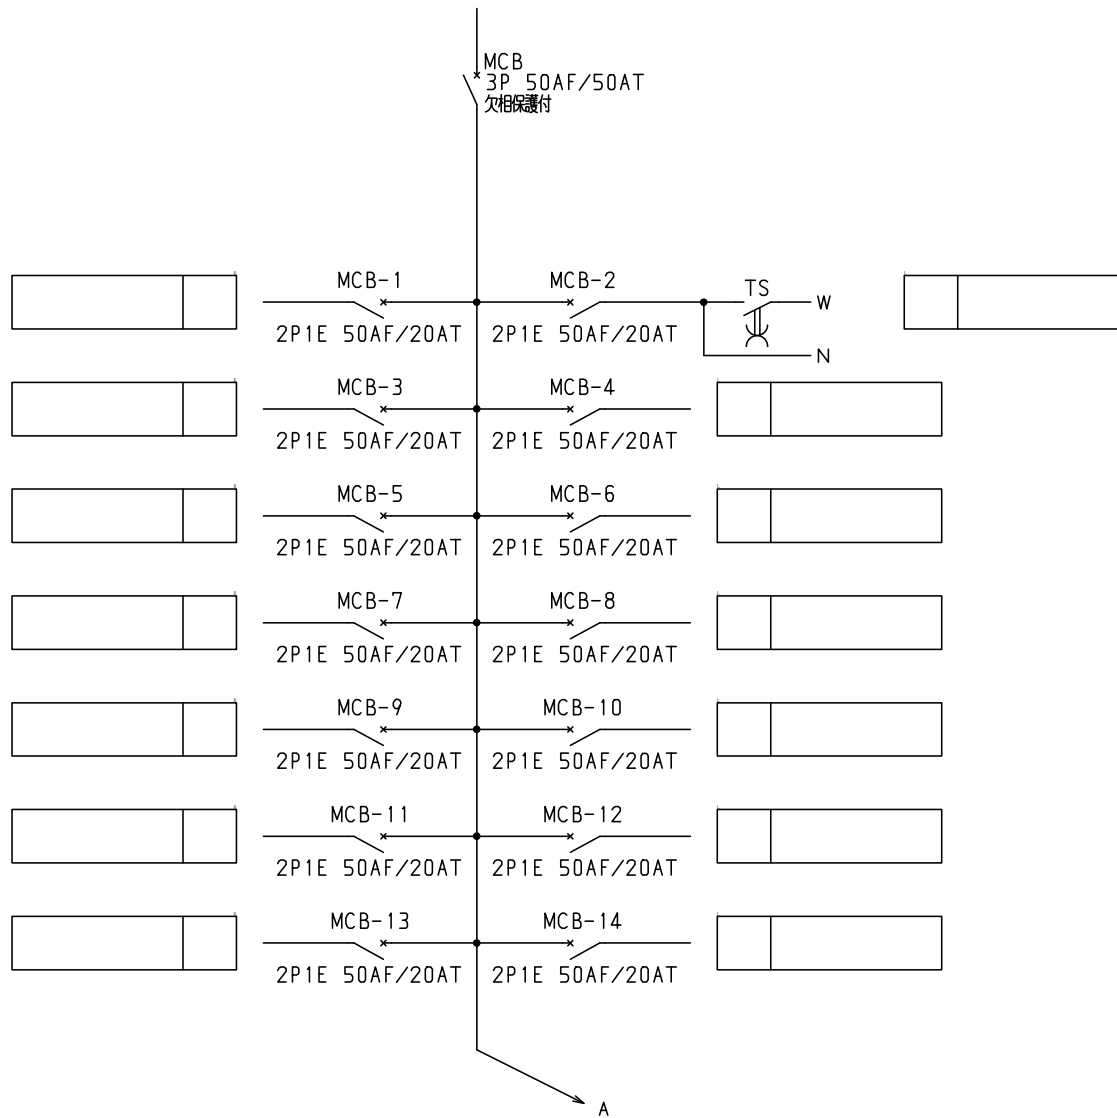 MCB
3P 50AF/50AT
欠相保護付
MCB-1 MCB-2 TS W
2P1E 50AF/20AT 2P1E 50AF/20AT
N
MCB-3 MCB-4
2P1E 50AF/20AT 2P1E 50AF/20AT
MCB-5 MCB-6
2P1E 50AF/20AT 2P1E 50AF/20AT
MCB-7 MCB-8
2P1E 50AF/20AT 2P1E 50AF/20AT
MCB-9 MCB-10
2P1E 50AF/20AT 2P1E 50AF/20AT
MCB-11 MCB-12
2P1E 50AF/20AT 2P1E 50AF/20AT
MCB-13 MCB-14
2P1E 50AF/20AT 2P1E 50AF/20AT
A